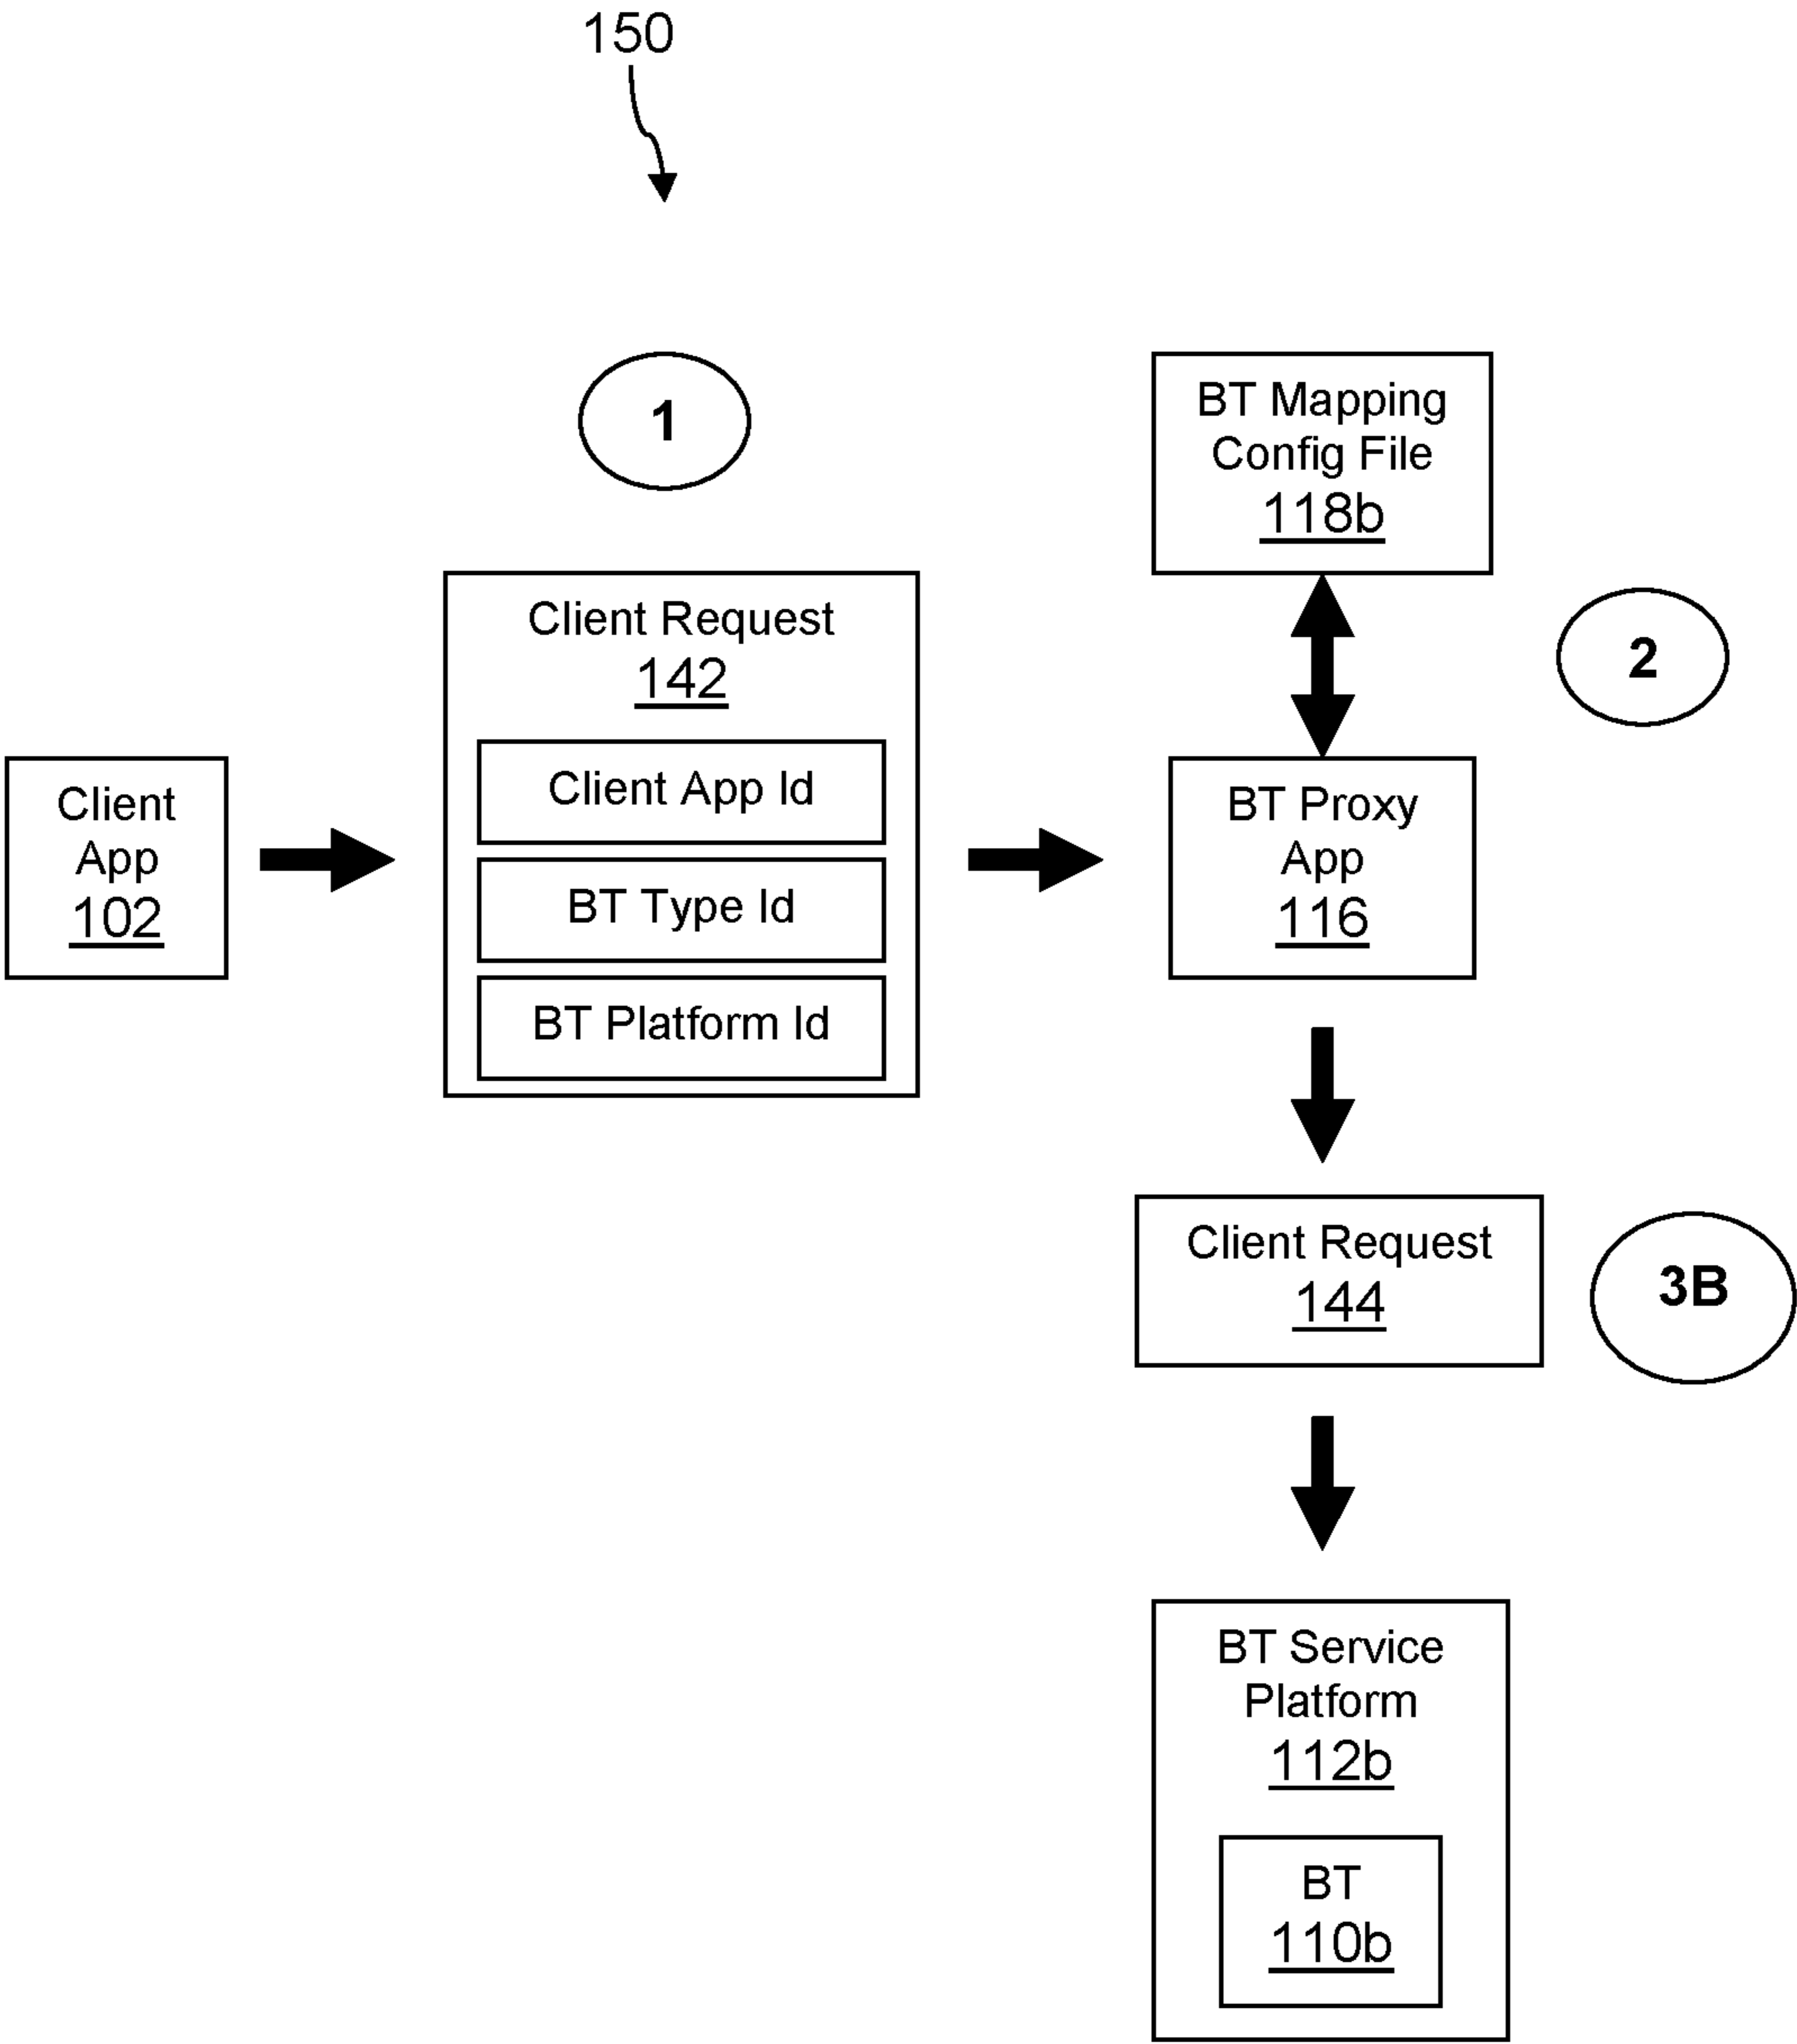 150
1
BT Mapping
Config File
118b
Client Request
142
2
Client App Id
BT Type Id
BT Platform Id
Client
App
102
BT Proxy
App
116
Client Request
144
3B
BT Service
Platform
112b
BT
110b